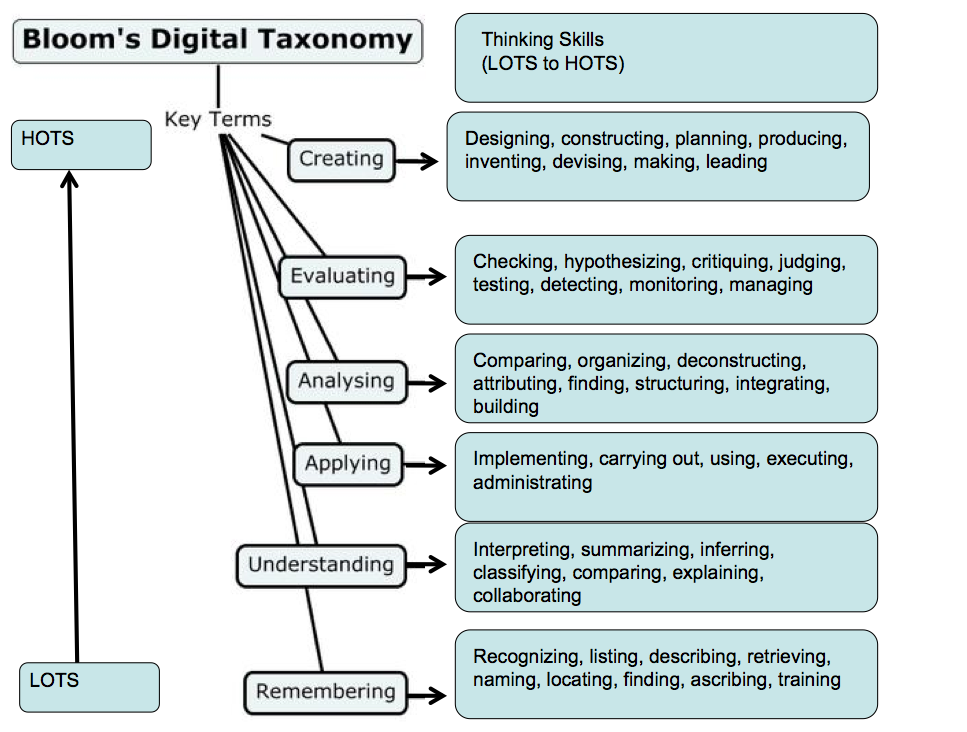 Bloom's Digital Taxonomy
Thinking Skills
(LOTS to HOTS)
Key Terms
HOTS
Creating
Designing, constructing, planning, producing,
inventing, devising, making, leading
Evaluating
Checking, hypothesizing, critiquing, judging,
testing, detecting, monitoring, managing
Analysing
Comparing, organizing, deconstructing,
attributing, finding, structuring, integrating,
building
Applying
Implementing, carrying out, using, executing,
administrating
Understanding
Interpreting, summarizing, inferring,
classifying, comparing, explaining,
collaborating
LOTS
Remembering
Recognizing, listing, describing, retrieving,
naming, locating, finding, ascribing, training